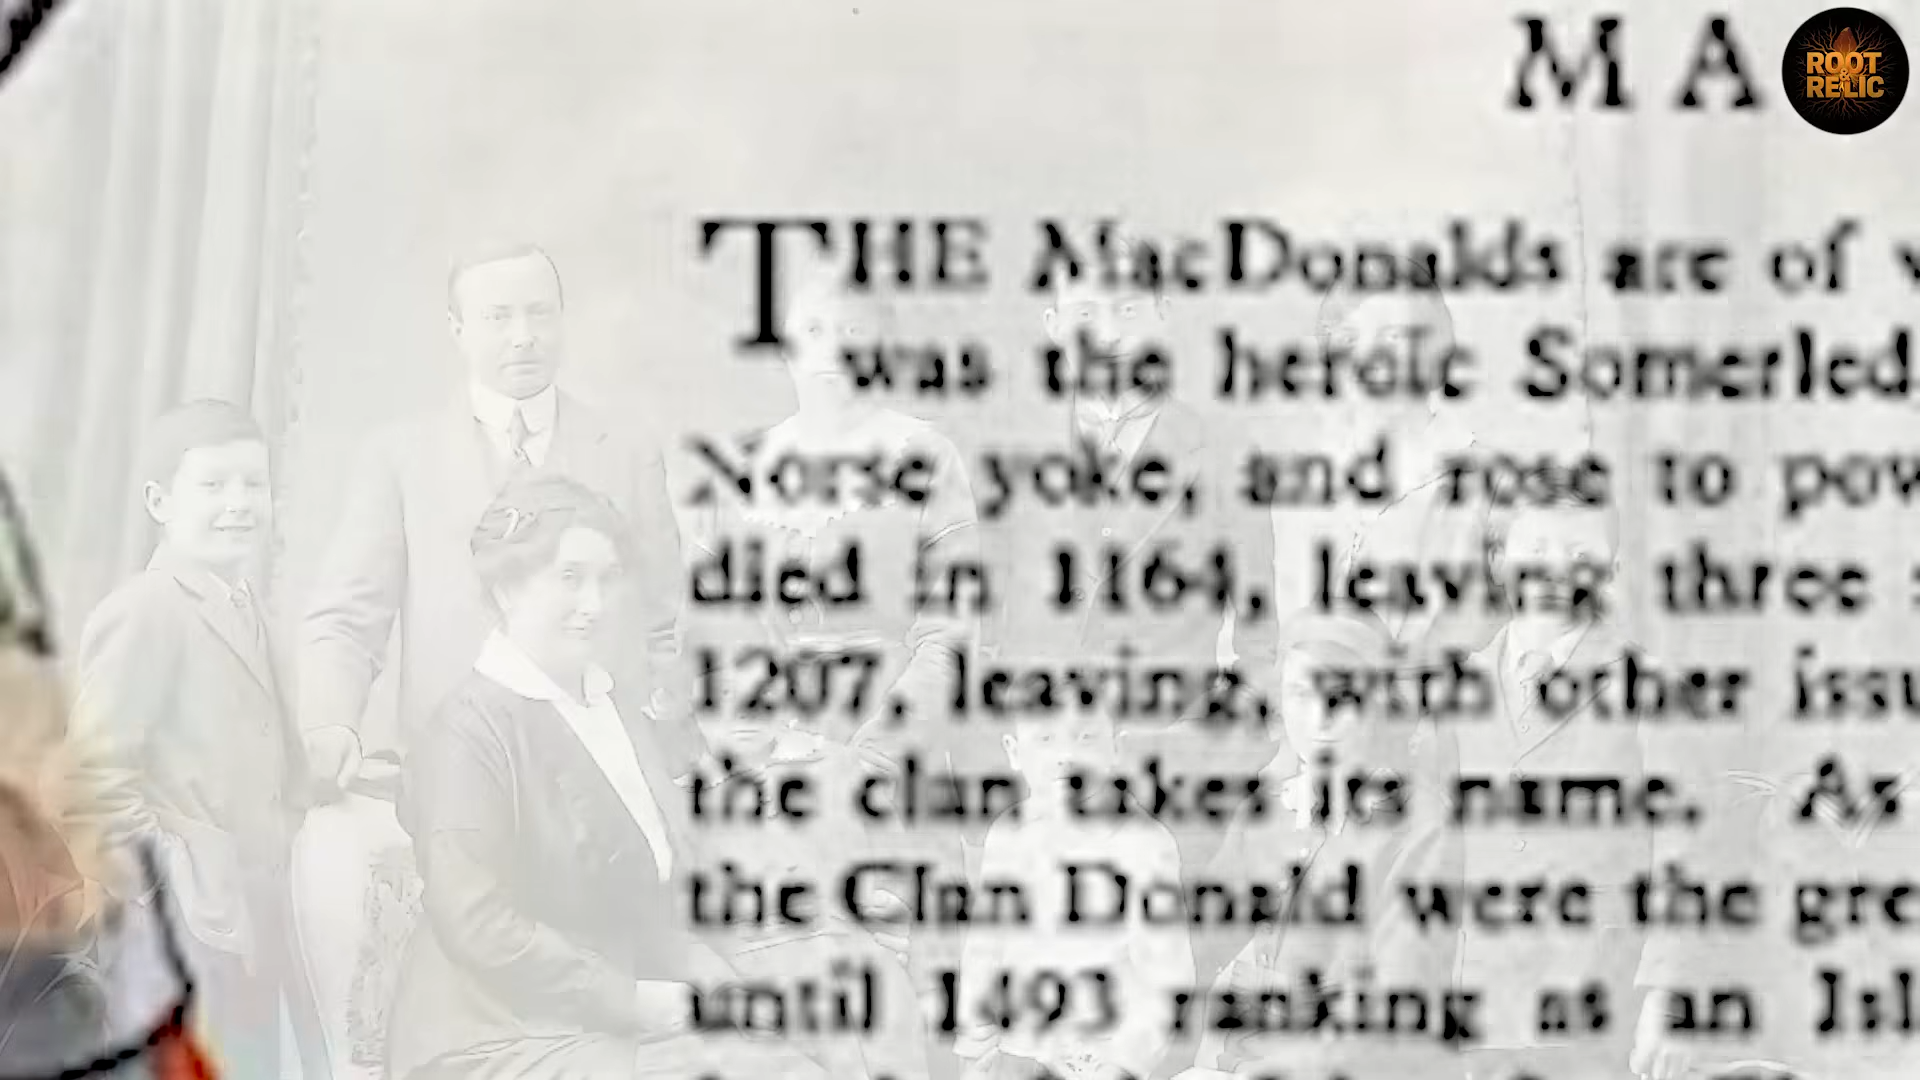 MA
ROOT
&
RELIC
THE MacDonalds are of
was the heroic Somerled,
Norse yoke, and rose to pow
died in 1164, leaving three
1207, leaving, with other issu
the clan takes its name. As
the Clan Donald were the gre
until 1493 ranking as an Isl